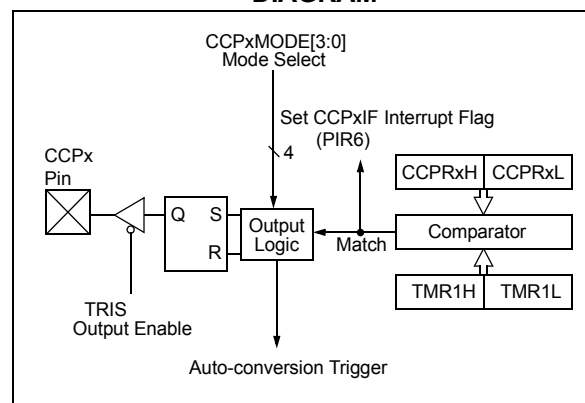 CCPxMODE[3:0]
Mode Select
Set CCPxIF Interrupt Flag
(PIR6)
4
CCPx
Pin
CCPRxH CCPRxL
Q S
R
Output
Logic
Match
Comparator
TRIS
Output Enable
TMR1H TMR1L
Auto-conversion Trigger